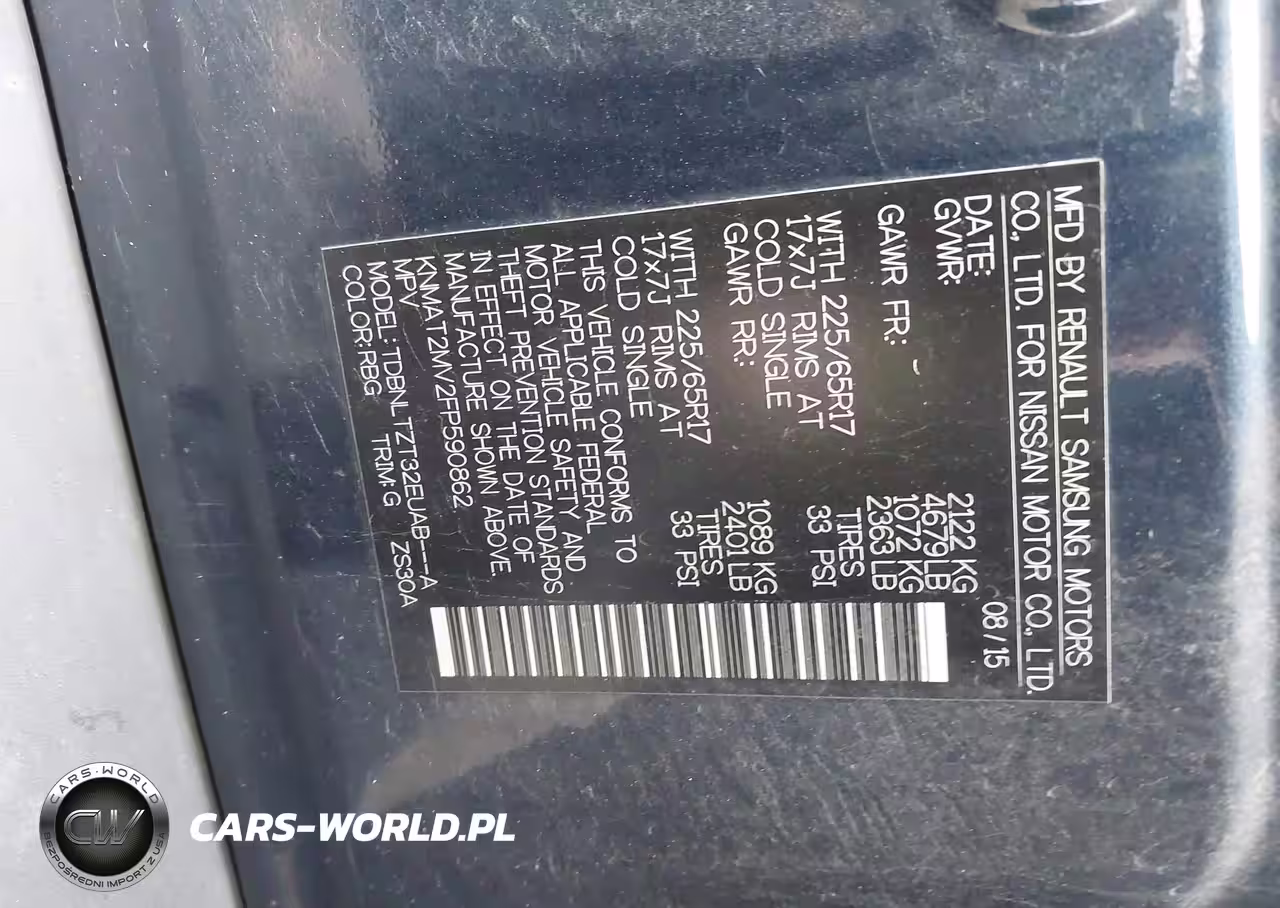 MFD BY RENAULT SAMSUNG MOTORS
CO., LTD. FOR NISSAN MOTOR CO., LTD.
DATE: 08/15
GVWR: 2122 KG
4679LB
GAWR FR: 1072 KG
2363 LB
WITH 225/65R17 TIRES
17x7J RIMS AT 33 PSI
COLD SINGLE
GAWR RR: 1089 KG
2401 LB
WITH 225/65R17 TIRES
17x7J RIMS AT 33 PSI
COLD SINGLE
THIS VEHICLE CONFORMS TO
ALL APPLICABLE FEDERAL
MOTOR VEHICLE SAFETY AND
THEFT PREVENTION STANDARDS
IN EFFECT ON THE DATE OF
MANUFACTURE SHOWN ABOVE.
KNMAT2MV2FP590862
MPV
MODEL: TDBNLTZT32EUAB---A
COLOR:RBG TRIM:G ZS30A
CARS-WORLD
CW
BEZPOŚREDNI IMPORT Z USA
CARS-WORLD.PL